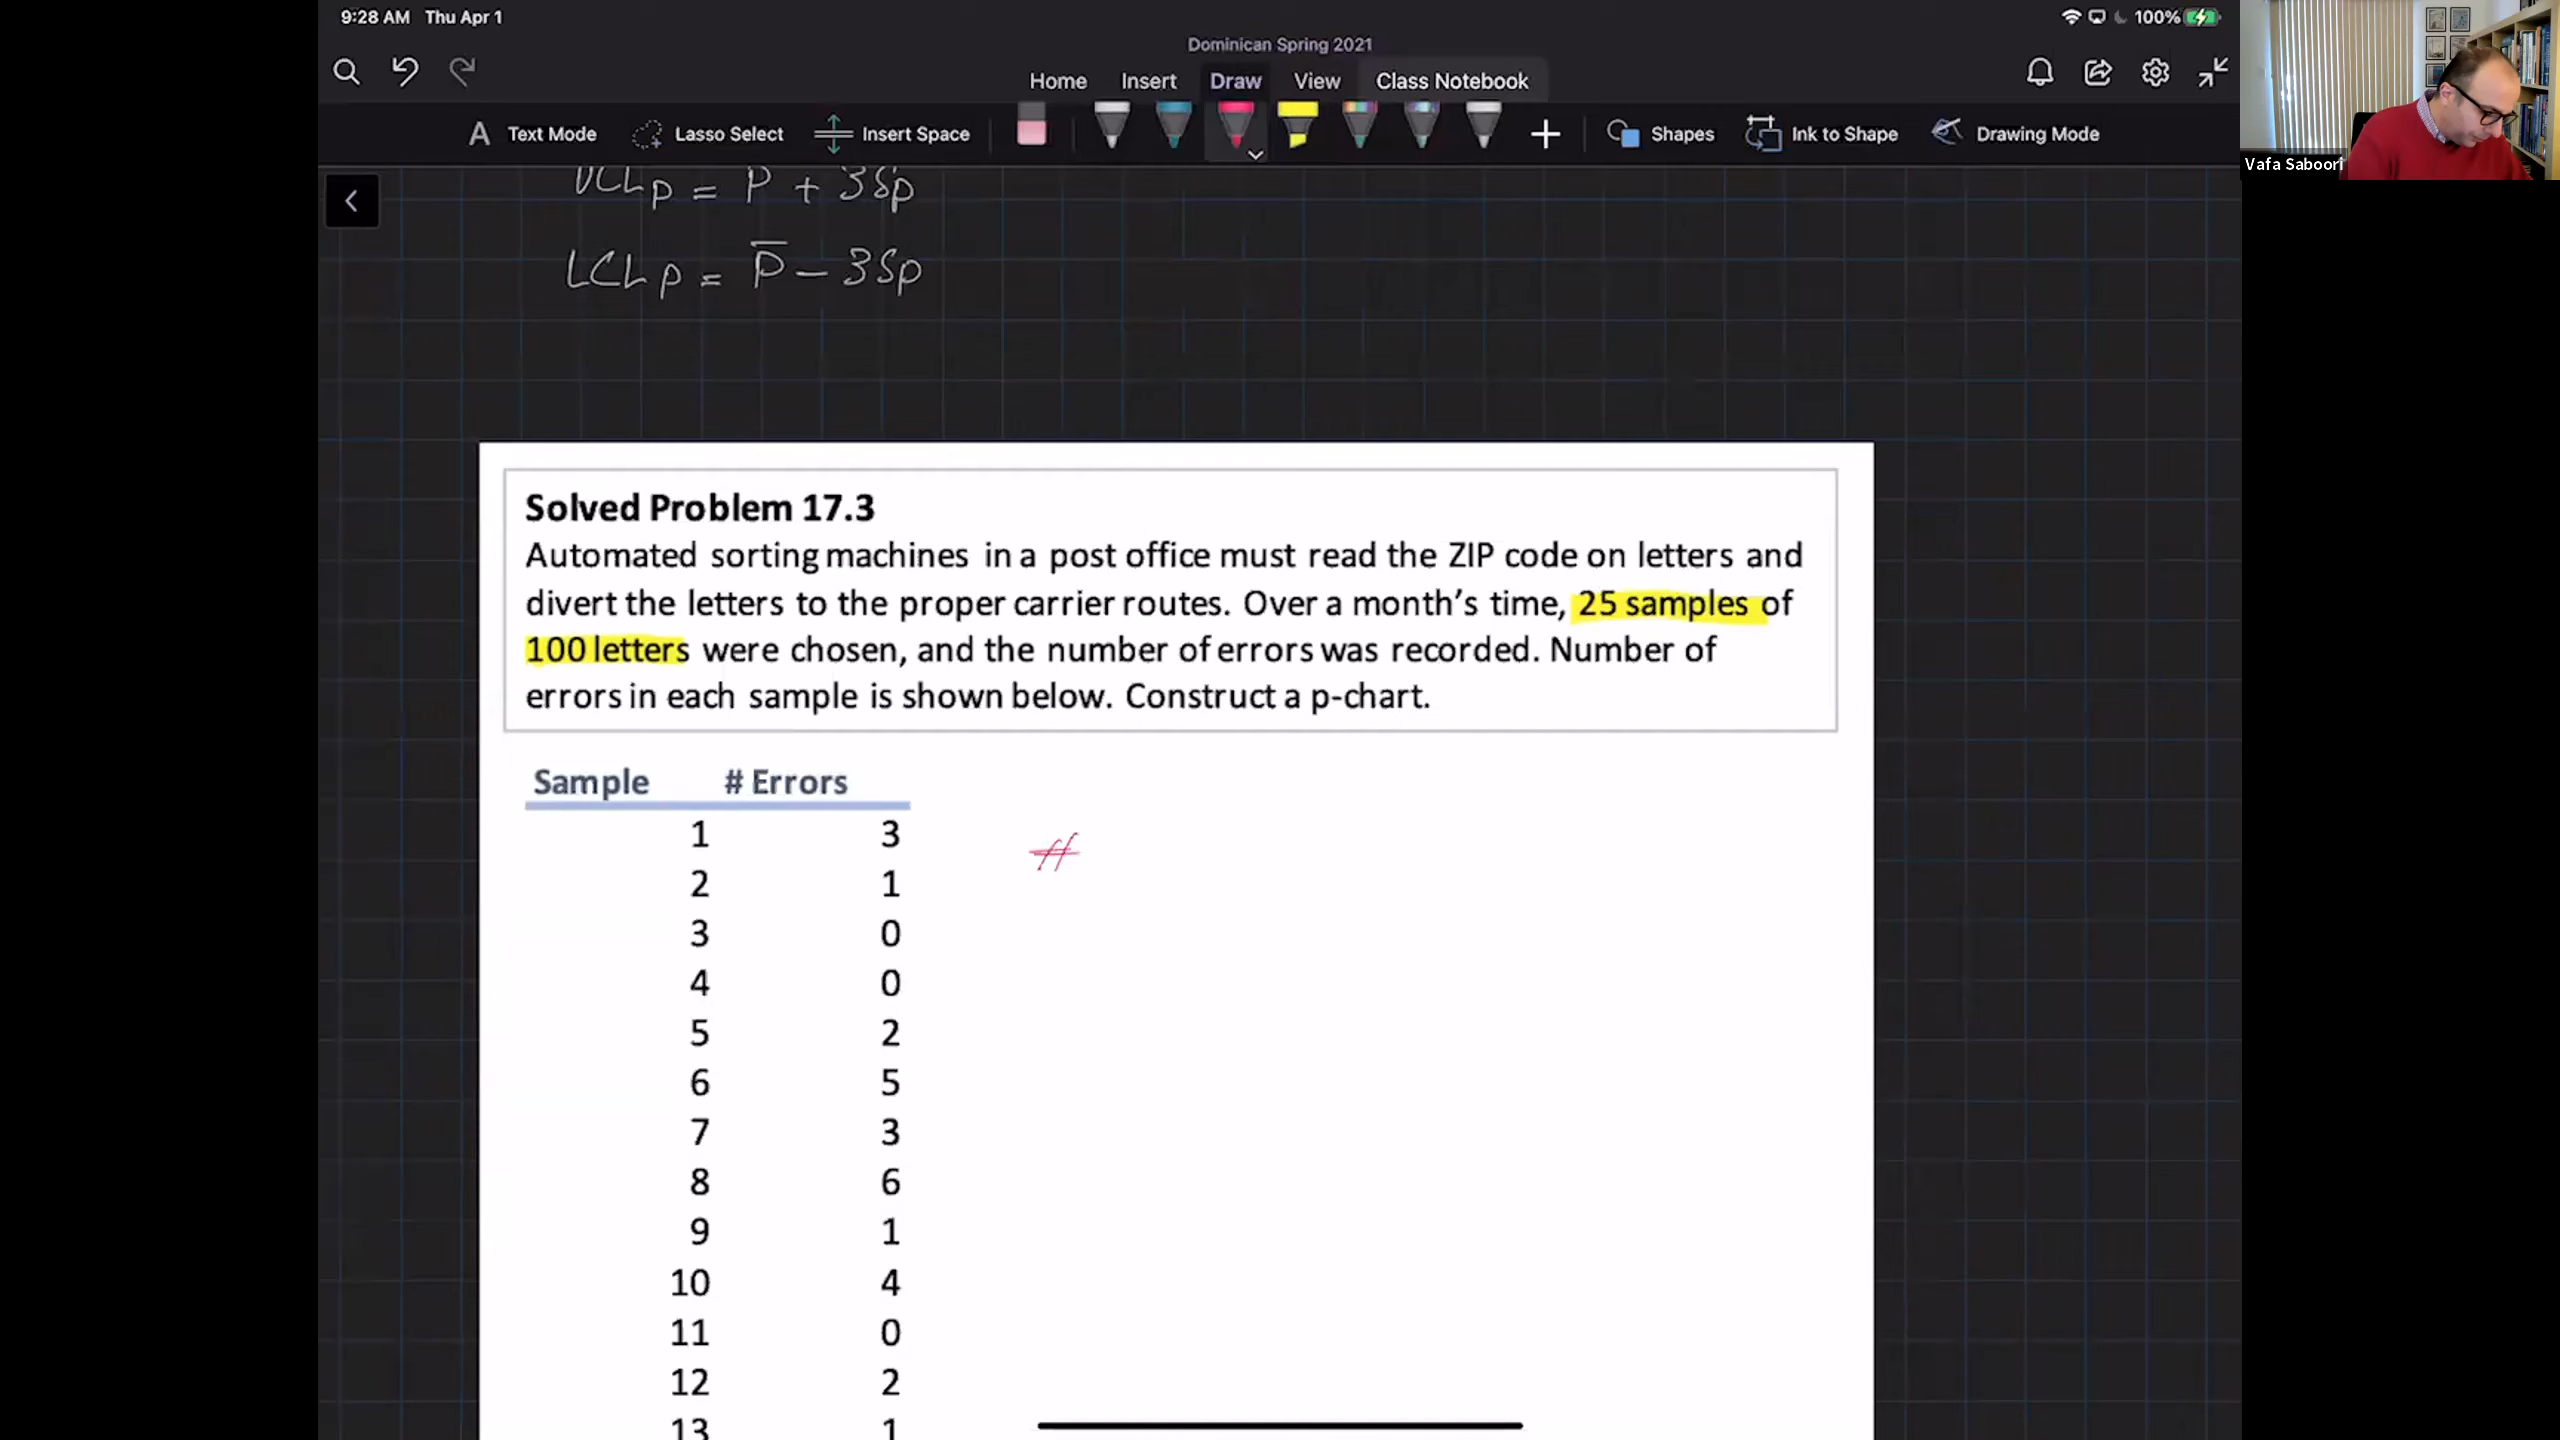 9:28 AM Thu Apr 1
100%
Dominican Spring 2021
Home Insert Draw View Class Notebook
A Text Mode Lasso Select Insert Space Shapes Ink to Shape Drawing Mode
Vafa Saboori
UCLp = P + 3Sp
LCLp = P̅ − 3Sp
Solved Problem 17.3
Automated sorting machines in a post office must read the ZIP code on letters and
divert the letters to the proper carrier routes. Over a month's time, 25 samples of
100 letters were chosen, and the number of errors was recorded. Number of
errors in each sample is shown below. Construct a p-chart.
Sample # Errors
1 3
#
2 1
3 0
4 0
5 2
6 5
7 3
8 6
9 1
10 4
11 0
12 2
13 1